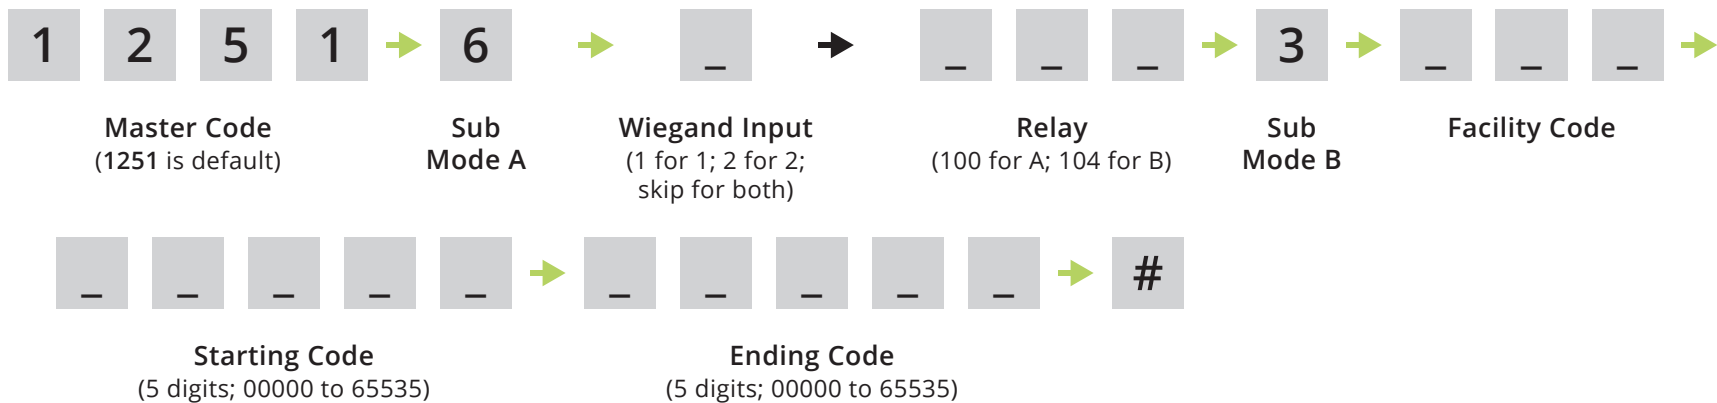 1 2 5 1 6 _ _ _ _ 3 _ _ _
Master Code Sub Wiegand Input Relay Sub Facility Code
(1251 is default) Mode A (1 for 1; 2 for 2; (100 for A; 104 for B) Mode B
skip for both)
_ _ _ _ _ _ _ _ _ _ #
Starting Code Ending Code
(5 digits; 00000 to 65535) (5 digits; 00000 to 65535)